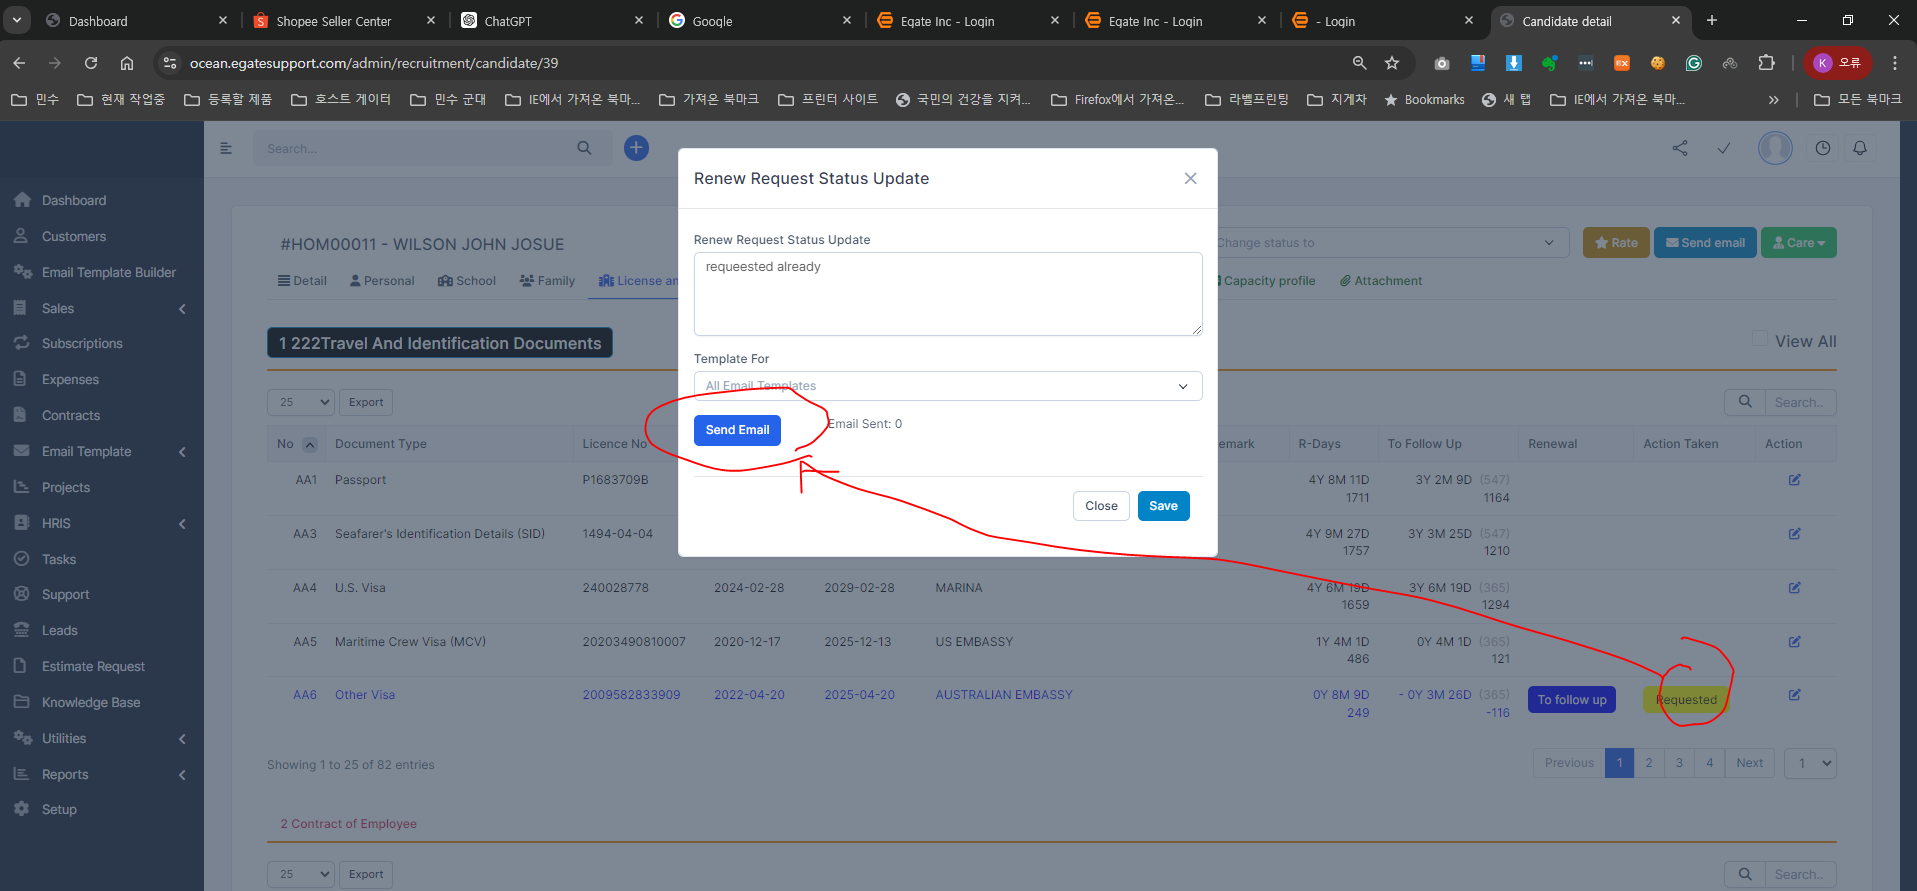 Dashboard
Shopee Seller Center
ChatGPT
Google
Egate Inc - Login
Egate Inc - Login
- Login
Candidate detail
ocean.egatesupport.com/admin/recruitment/candidate/39
K 오류
민수
현재 작업중
등록할 제품
호스트 게이터
민수 군대
IE에서 가져온 북마...
가져온 북마크
프린터 사이트
국민의 건강을 지켜...
Firefox에서 가져온...
라벨프린팅
지게차
Bookmarks
새 탭
IE에서 가져온 북마...
»
모든 북마크
Search...
Dashboard
Customers
Email Template Builder
Sales
Subscriptions
Expenses
Contracts
Email Template
Projects
HRIS
Tasks
Support
Leads
Estimate Request
Knowledge Base
Utilities
Reports
Setup
#HOM00011 - WILSON JOHN JOSUE
Change status to
Rate
Send email
Care
Detail
Personal
School
Family
License an
Capacity profile
Attachment
1 222Travel And Identification Documents
View All
25
Export
Search..
No
Document Type
Licence No
emark
R-Days
To Follow Up
Renewal
Action Taken
Action
AA1 Passport P1683709B 4Y 8M 11D 3Y 2M 9D (547)
1711 1164
AA3 Seafarer's Identification Details (SID) 1494-04-04 4Y 9M 27D 3Y 3M 25D (547)
1757 1210
AA4 U.S. Visa 240028778 2024-02-28 2029-02-28 MARINA 4Y 6M 19D 3Y 6M 19D (365)
1659 1294
AA5 Maritime Crew Visa (MCV) 20203490810007 2020-12-17 2025-12-13 US EMBASSY 1Y 4M 1D 0Y 4M 1D (365)
486 121
AA6 Other Visa 2009582833909 2022-04-20 2025-04-20 AUSTRALIAN EMBASSY 0Y 8M 9D - 0Y 3M 26D (365) To follow up Requested
249 -116
Showing 1 to 25 of 82 entries
Previous 1 2 3 4 Next 1
2 Contract of Employee
25
Export
Search..
Renew Request Status Update
Renew Request Status Update
requeested already
Template For
All Email Templates
Send Email
Email Sent: 0
Close
Save